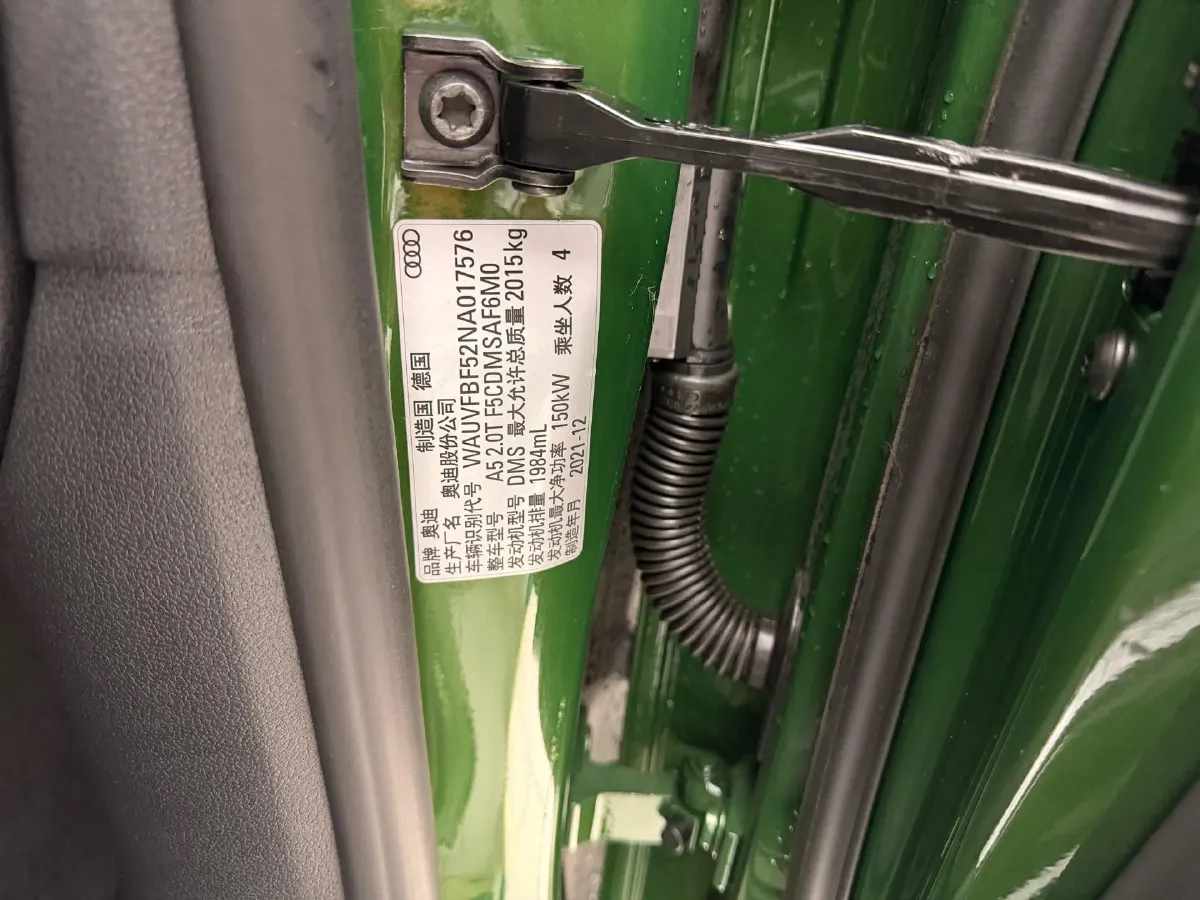 品牌 奥迪 制造国 德国
生产厂名 奥迪股份公司
车辆识别代号 WAUVFBF52NA017576
整车型号 A5 2.0T F5CDMSAF6M0
发动机型号 DMS 最大允许总质量 2015kg
发动机排量 1984mL
发动机最大净功率 150kW 乘坐人数 4
制造年月 2021-12